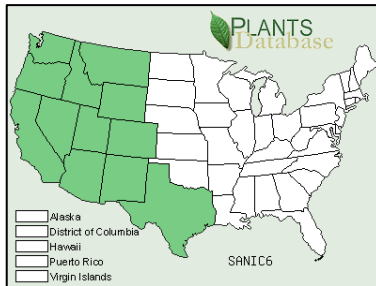 PLANTS
Database
Alaska
District of Columbia
Hawaii
Puerto Rico
Virgin Islands
SANIC6